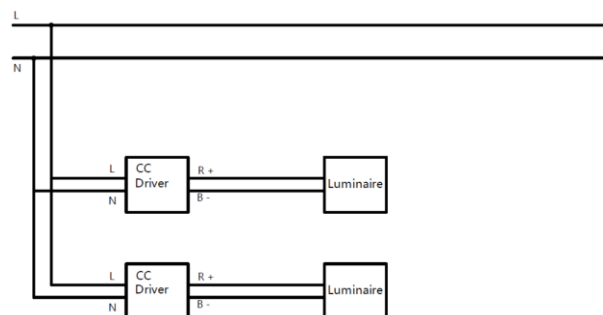 L
N
L
CC
Driver
R +
Luminaire
N
B -
L
CC
Driver
R +
Luminaire
N
B -